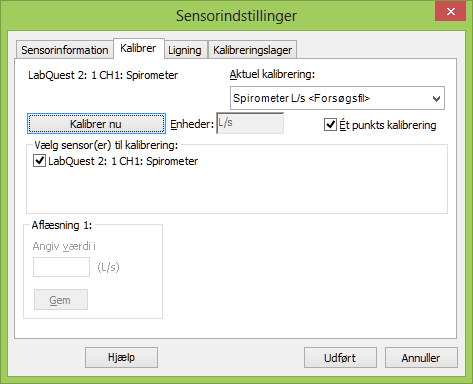 Sensorindstillinger
Sensorinformation Kalibrer Ligning Kalibreringslager
LabQuest 2: 1 CH1: Spirometer
Aktuel kalibrering:
Spirometer L/s <Forsøgsfil>
Kalibrer nu Enheder: L/s Ét punkts kalibrering
Vælg sensor(er) til kalibrering:
LabQuest 2: 1 CH1: Spirometer
Aflæsning 1:
Angiv værdi i
(L/s)
Gem
Hjælp Udført Annuller